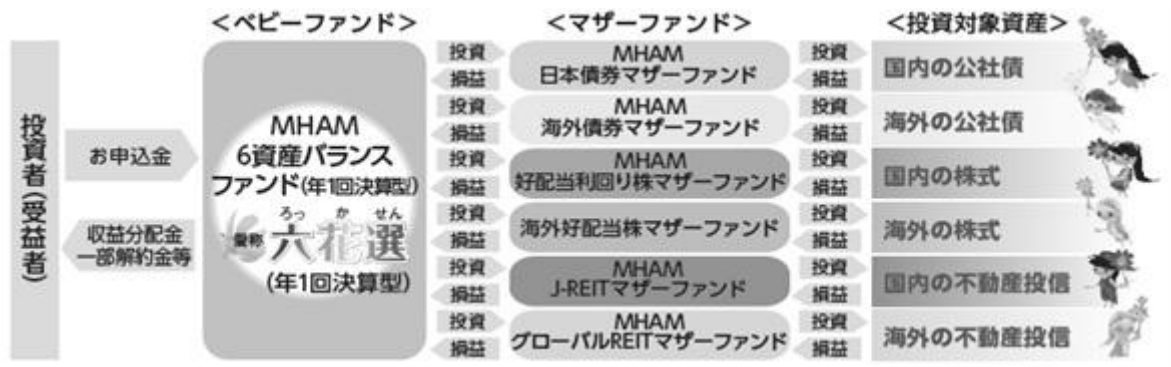 <ベビーファンド>
<マザーファンド>
<投資対象資産>
投資者(受益者)
お申込金
収益分配金
一部解約金等
MHAM
6資産バランス
ファンド(年1回決算型)
ろっ か せん
愛称 六花選
(年1回決算型)
投資
損益
MHAM
日本債券マザーファンド
投資
損益
国内の公社債
投資
損益
MHAM
海外債券マザーファンド
投資
損益
海外の公社債
投資
損益
MHAM
好配当利回り株マザーファンド
投資
損益
国内の株式
投資
損益
海外好配当株マザーファンド
投資
損益
海外の株式
投資
損益
MHAM
J-REITマザーファンド
投資
損益
国内の不動産投信
投資
損益
MHAM
グローバルREITマザーファンド
投資
損益
海外の不動産投信